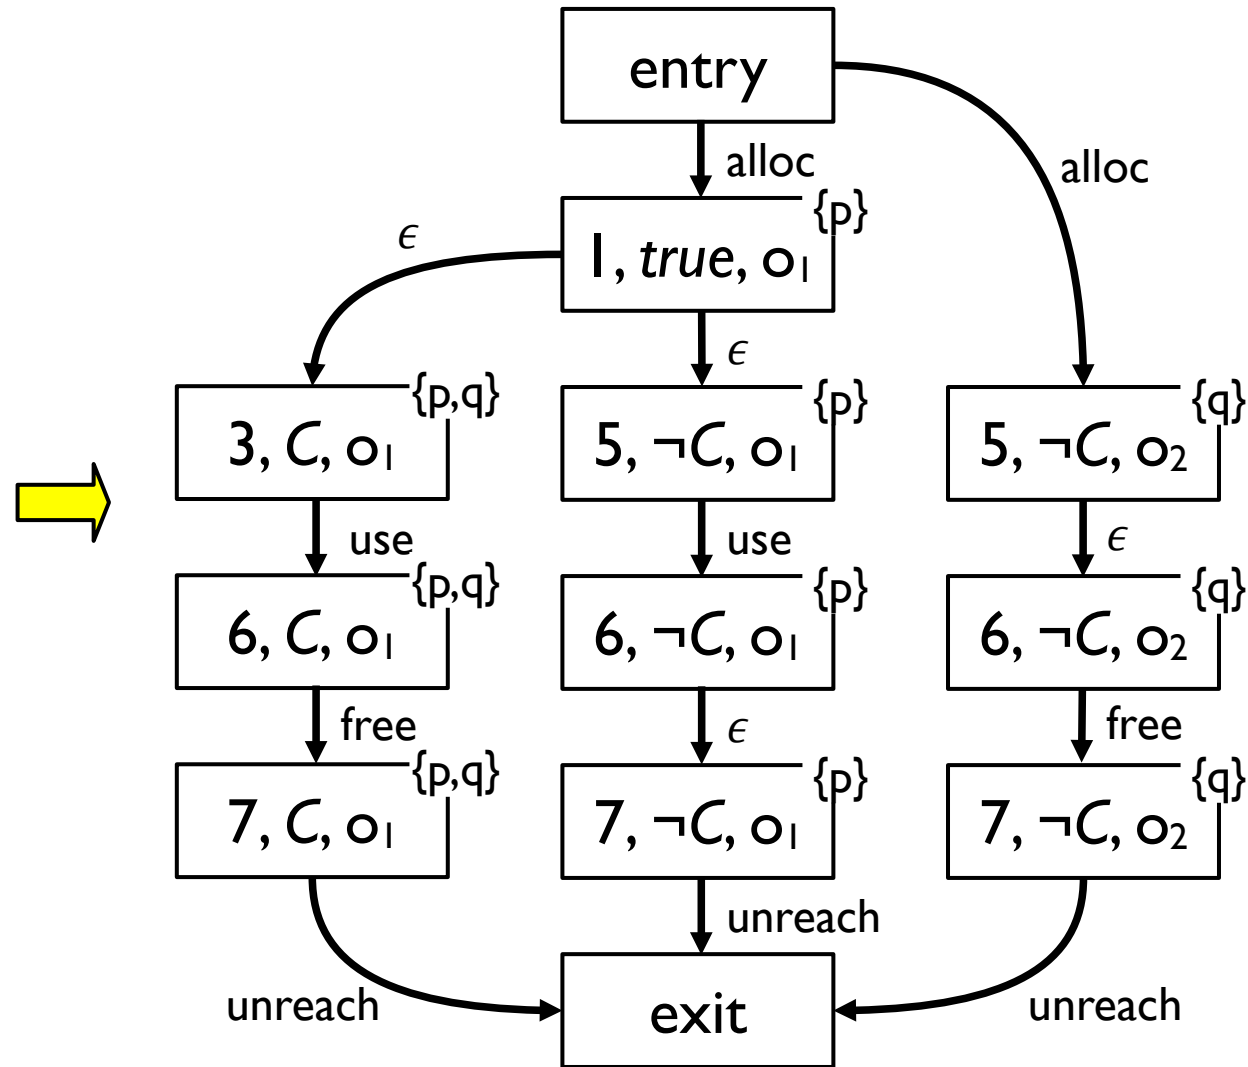 entry
alloc
alloc
{p}
1, true, o₁
ϵ
ϵ
{p,q}
3, C, o₁
{p}
5, ¬C, o₁
{q}
5, ¬C, o₂
use
use
ϵ
{p,q}
6, C, o₁
{p}
6, ¬C, o₁
{q}
6, ¬C, o₂
free
ϵ
free
{p,q}
7, C, o₁
{p}
7, ¬C, o₁
{q}
7, ¬C, o₂
unreach
unreach
unreach
exit